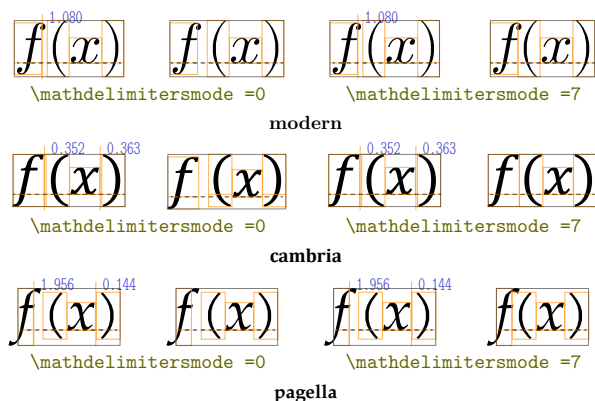 1.080 1.080
f(x) f(x) f(x) f(x)
\mathdelimitersmode =0 \mathdelimitersmode =7
modern
0.352 0.363 0.352 0.363
f(x) f(x) f(x) f(x)
\mathdelimitersmode =0 \mathdelimitersmode =7
cambria
1.956 0.144 1.956 0.144
f(x) f(x) f(x) f(x)
\mathdelimitersmode =0 \mathdelimitersmode =7
pagella